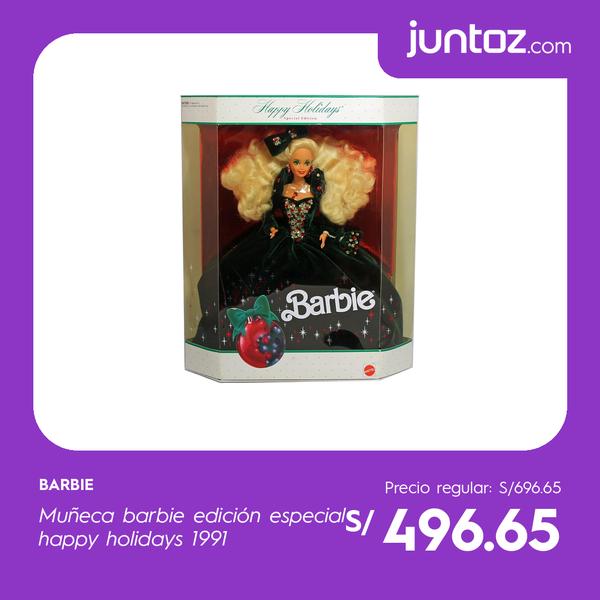 juntoz.com
Happy Holidays
Special Edition
Barbie
BARBIE
Muñeca barbie edición especial
happy holidays 1991
Precio regular: S/696.65
S/ 496.65